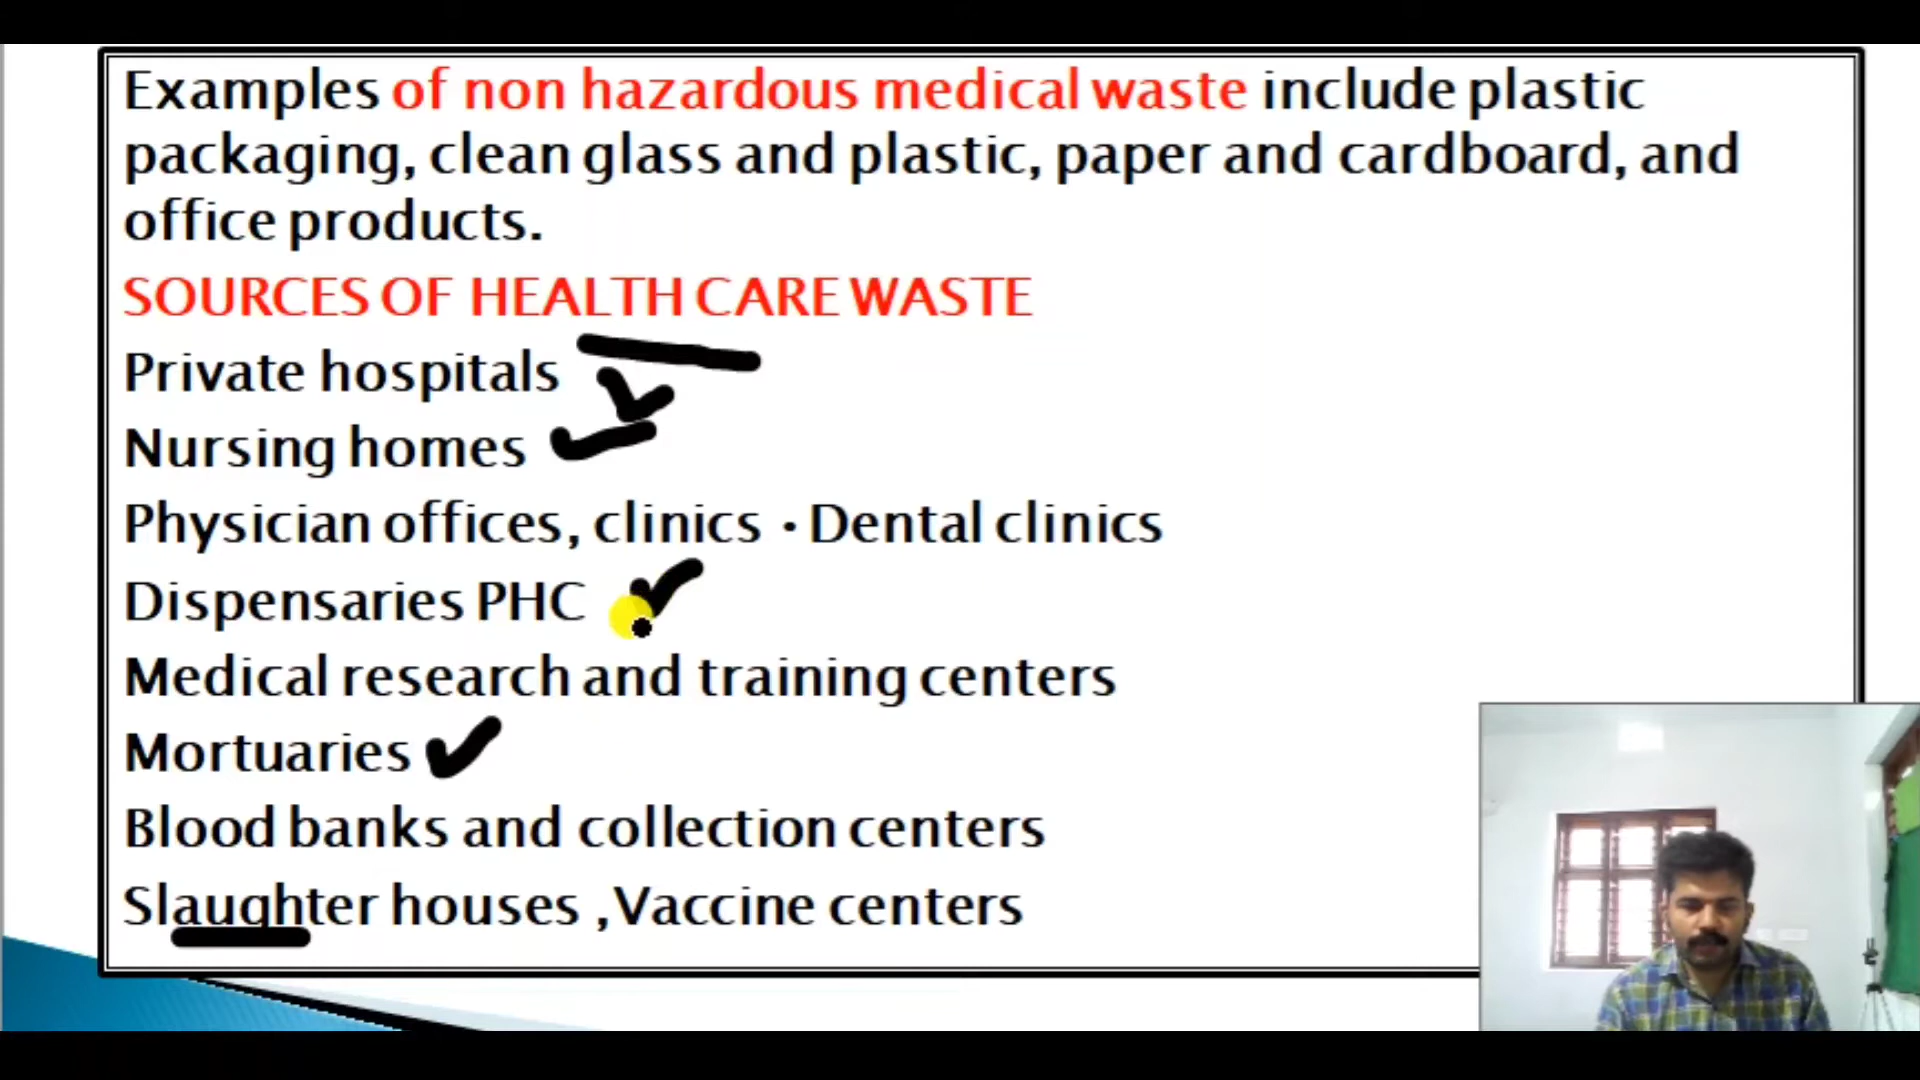 Examples of non hazardous medical waste include plastic
packaging, clean glass and plastic, paper and cardboard, and
office products.
SOURCES OF HEALTH CARE WASTE
Private hospitals
Nursing homes
Physician offices, clinics • Dental clinics
Dispensaries PHC
Medical research and training centers
Mortuaries
Blood banks and collection centers
Slaughter houses ,Vaccine centers